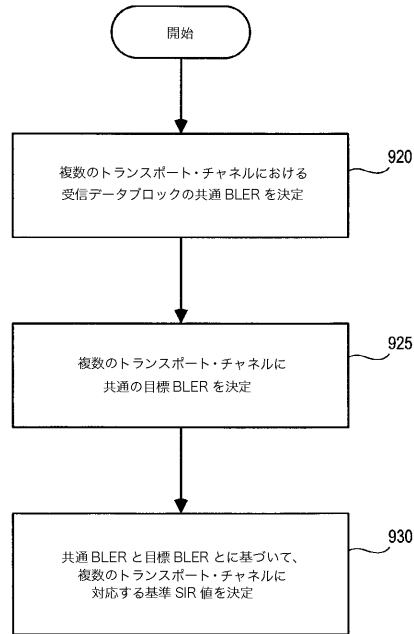 開始
複数のトランスポート・チャネルにおける
受信データブロックの共通 BLER を決定
920
複数のトランスポート・チャネルに
共通の目標 BLER を決定
925
共通 BLER と目標 BLER とに基づいて、
複数のトランスポート・チャネルに
対応する基準 SIR 値を決定
930